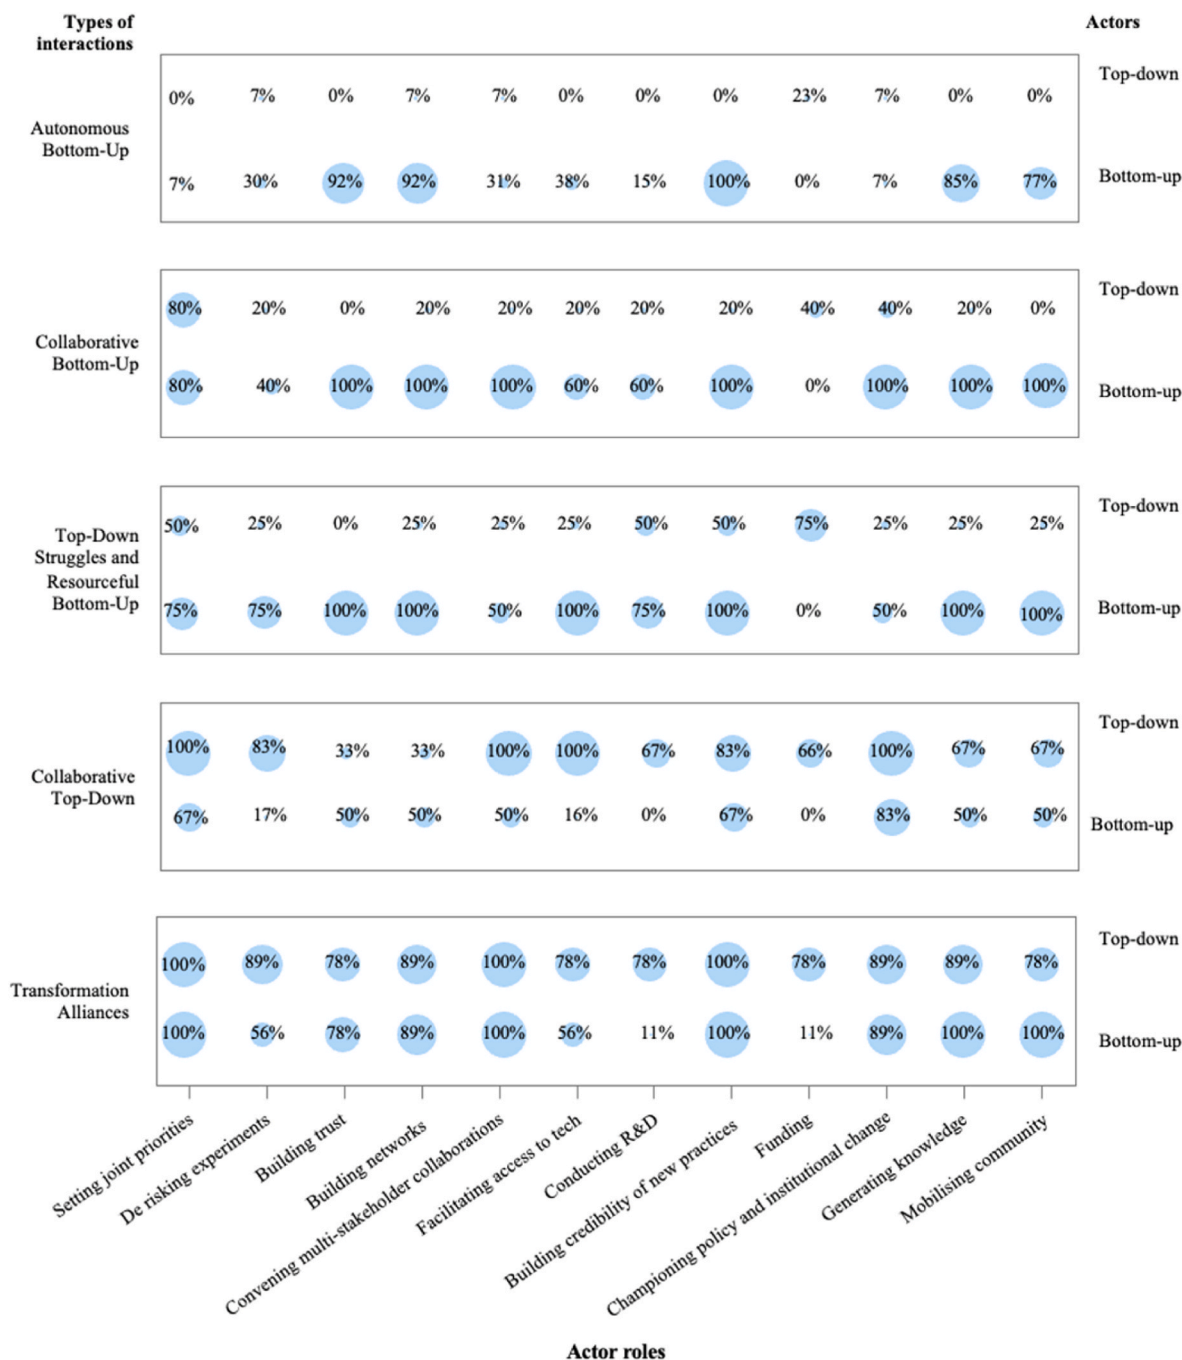 Types of
interactions
Actors
Top-down
0% 7% 0% 7% 7% 0% 0% 0% 23% 7% 0% 0%
Autonomous
Bottom-Up
7% 30% 92% 92% 31% 38% 15% 100% 0% 7% 85% 77%
Bottom-up
Top-down
80% 20% 0% 20% 20% 20% 20% 20% 40% 40% 20% 0%
Collaborative
Bottom-Up
80% 40% 100% 100% 100% 60% 60% 100% 0% 100% 100% 100%
Bottom-up
Top-down
50% 25% 0% 25% 25% 25% 50% 50% 75% 25% 25% 25%
Top-Down
Struggles and
Resourceful
Bottom-Up
75% 75% 100% 100% 50% 100% 75% 100% 0% 50% 100% 100%
Bottom-up
Top-down
100% 83% 33% 33% 100% 100% 67% 83% 66% 100% 67% 67%
Collaborative
Top-Down
67% 17% 50% 50% 50% 16% 0% 67% 0% 83% 50% 50%
Bottom-up
Top-down
100% 89% 78% 89% 100% 78% 78% 100% 78% 89% 89% 78%
Transformation
Alliances
100% 56% 78% 89% 100% 56% 11% 100% 11% 89% 100% 100%
Bottom-up
Setting joint priorities
De risking experiments
Building trust
Building networks
Convening multi-stakeholder collaborations
Facilitating access to tech
Conducting R&D
Building credibility of new practices
Funding
Championing policy and institutional change
Generating knowledge
Mobilising community
Actor roles